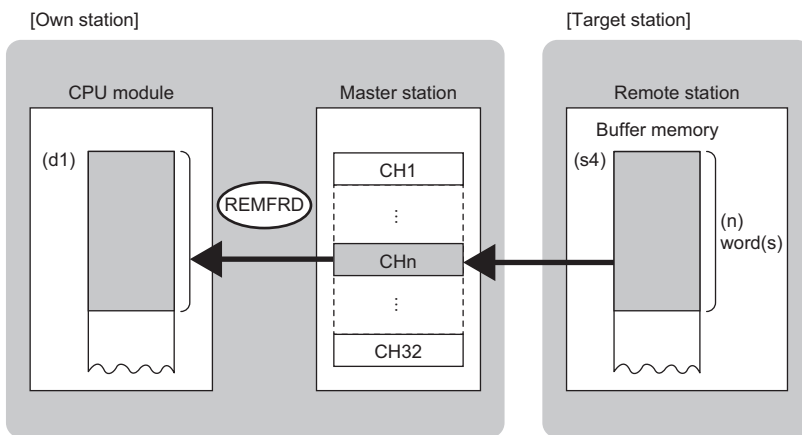 [Own station]
[Target station]
CPU module
Master station
Remote station
Buffer memory
(d1)
(s4)
CH1
REMFRD
⋮
(n)
word(s)
CHn
⋮
CH32